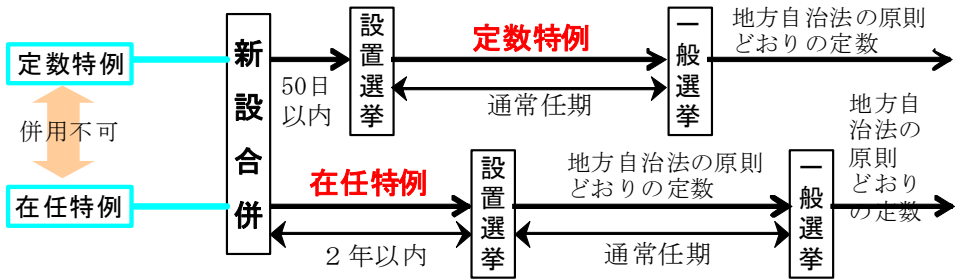 定数特例
併用不可
在任特例
新設合併
50日
以内
設置選挙
定数特例
通常任期
一般選挙
地方自治法の原則
どおりの定数
在任特例
２年以内
設置選挙
地方自治法の原則
どおりの定数
通常任期
一般選挙
地方自
治法の
原則
どおり
の定数